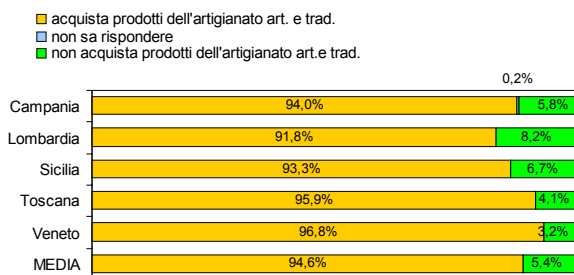 acquista prodotti dell'artigianato art. e trad.
non sa rispondere
non acquista prodotti dell'artigianato art.e trad.
0,2%
Campania 94,0% 5,8%
Lombardia 91,8% 8,2%
Sicilia 93,3% 6,7%
Toscana 95,9% 4,1%
Veneto 96,8% 3,2%
MEDIA 94,6% 5,4%